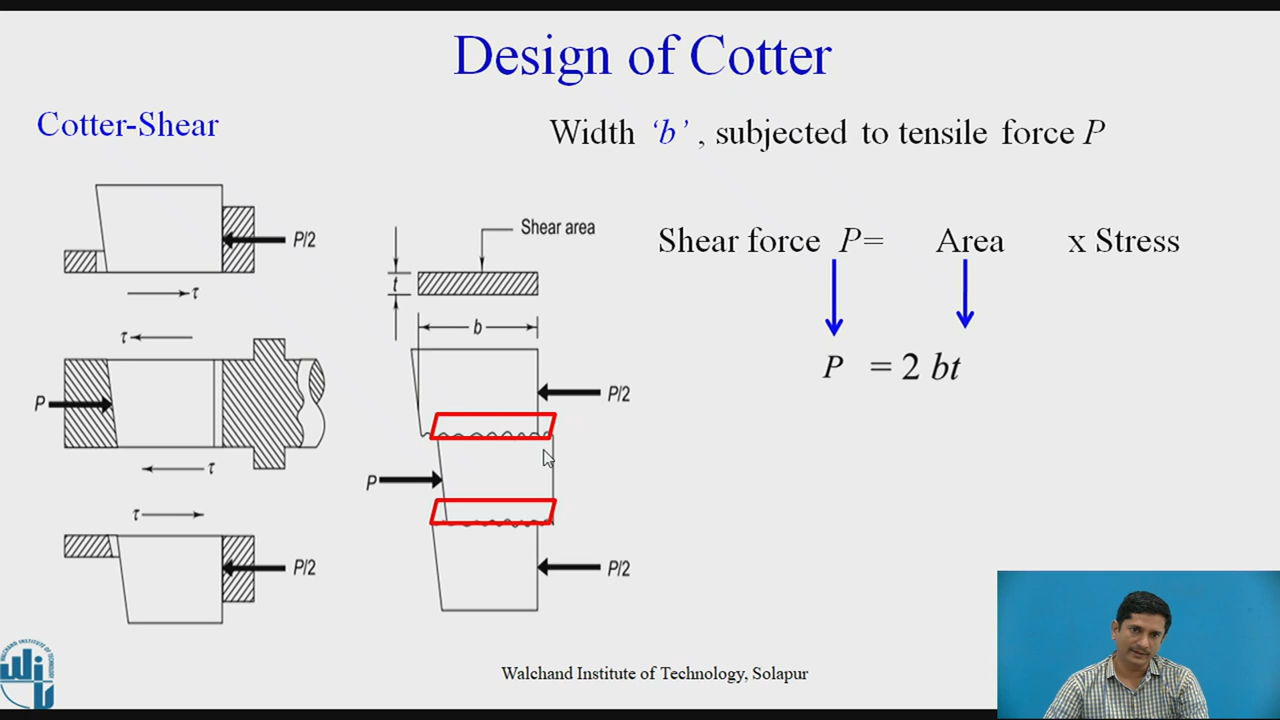 Design of Cotter
Cotter-Shear
Width ‘b’ , subjected to tensile force P
Shear force P= Area x Stress
P = 2 bt
P/2
τ
τ
P
τ
τ
P/2
Shear area
t
b
P/2
P
P/2
Walchand Institute of Technology, Solapur